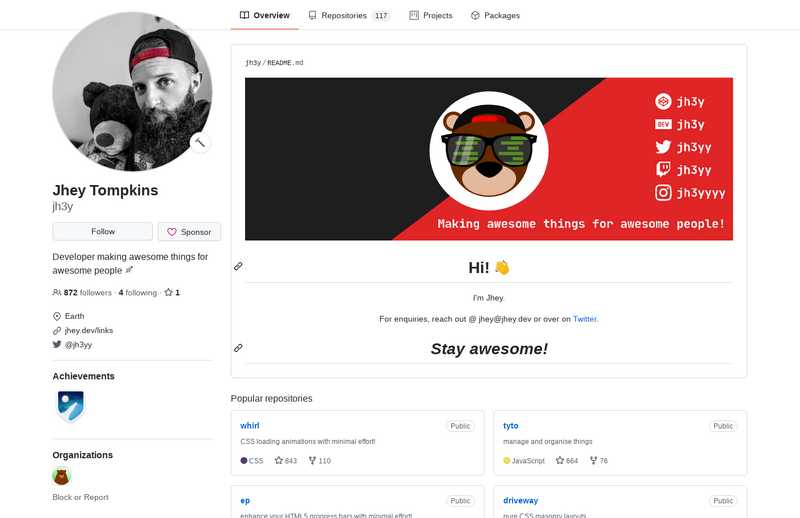 Overview
Repositories 117
Projects
Packages
Jhey Tompkins
jh3y
Follow
Sponsor
Developer making awesome things for
awesome people
872 followers · 4 following · 1
Earth
jhey.dev/links
@jh3yy
Achievements
Organizations
Block or Report
jh3y/README.md
jh3y
DEV jh3y
jh3yy
jh3yy
jh3yyyy
Making awesome things for awesome people!
Hi! 👋
I'm Jhey.
For enquiries, reach out @ jhey@jhey.dev or over on Twitter.
Stay awesome!
Popular repositories
whirl Public
CSS loading animations with minimal effort!
CSS 843 110
tyto Public
manage and organise things
JavaScript 664 76
ep Public
enhance your HTML5 progress bars with minimal effort!
driveway Public
pure CSS masonry layouts